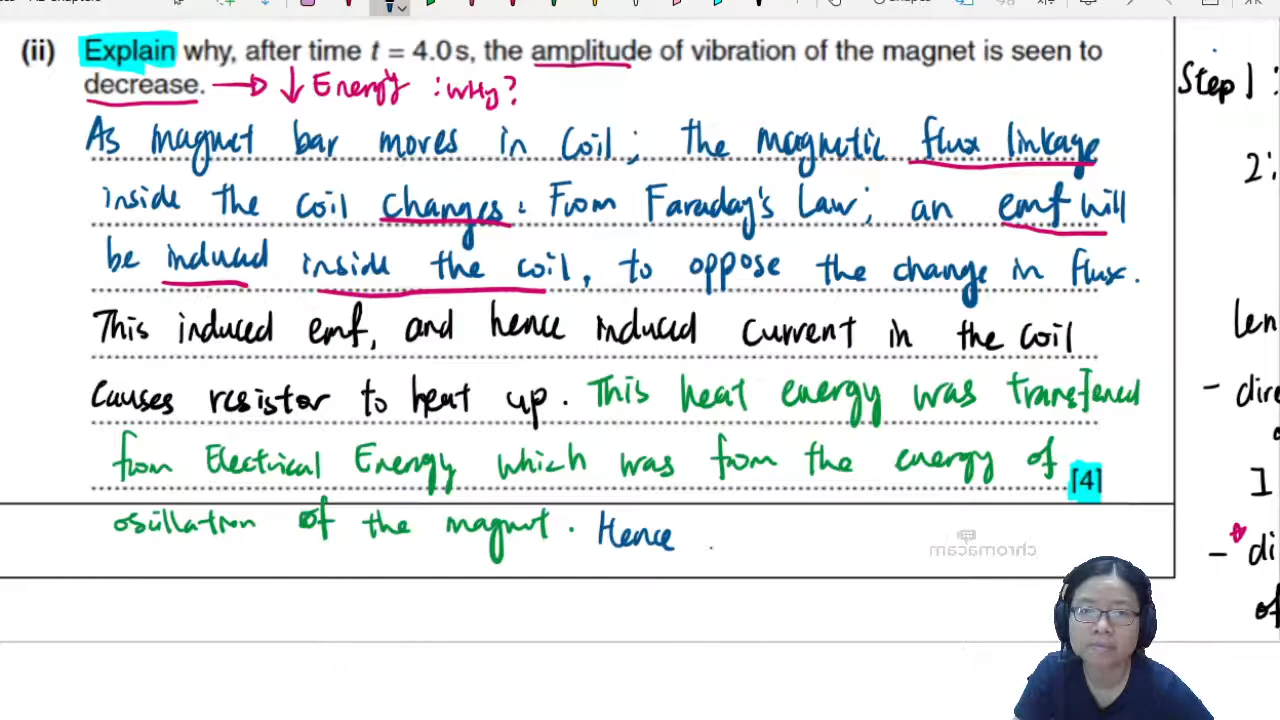 (ii) Explain why, after time t = 4.0 s, the amplitude of vibration of the magnet is seen to
decrease. → ↓ Energy : why?
As magnet bar moves in coil; the magnetic flux linkage
inside the coil changes. From Faraday's Law; an emf will
be induced inside the coil, to oppose the change in flux.
This induced emf, and hence induced current in the coil
causes resistor to heat up. This heat energy was transferred
from Electrical Energy which was from the energy of
[4]
oscillation of the magnet. Hence
chromacam
Step 1 :
2:
len
- dire
1
- di
of